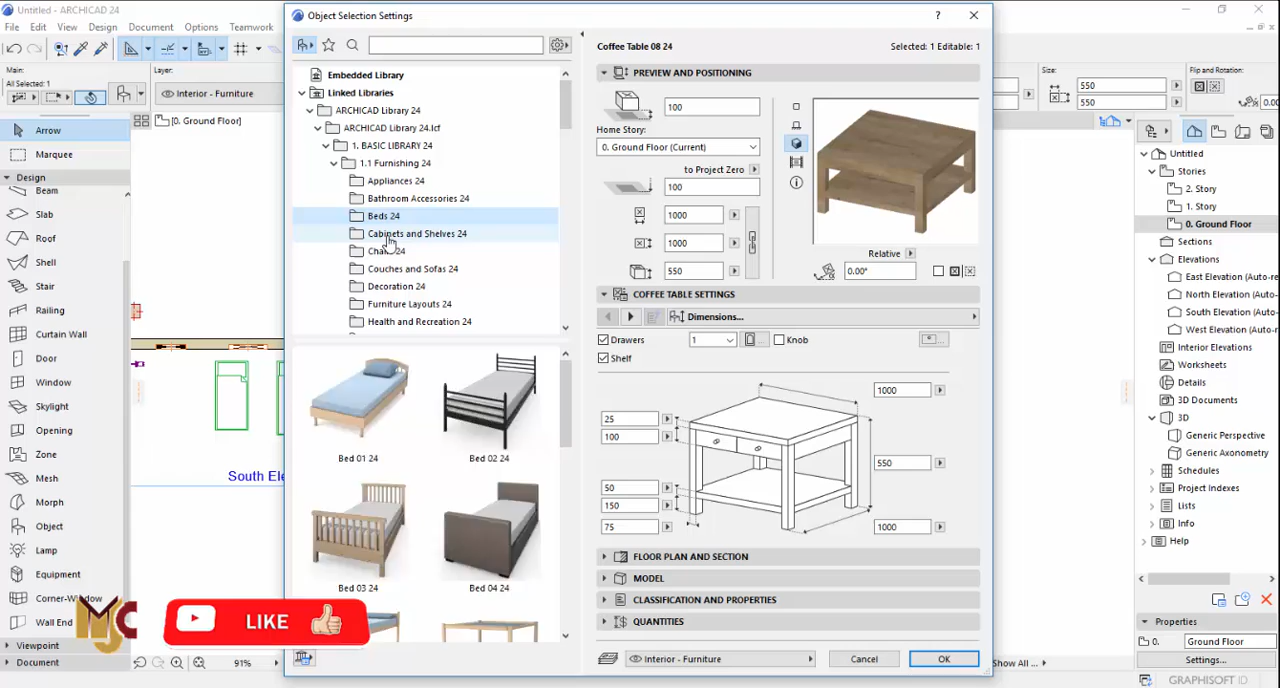 Untitled - ARCHICAD 24
File Edit View Design Document Options Teamwork
Main:
All Selected: 1
Layer:
Interior - Furniture
Size:
550
550
Flip and Rotation:
[0. Ground Floor]
Arrow
Marquee
Design
Beam
Slab
Roof
Shell
Stair
Railing
Curtain Wall
Door
Window
Skylight
Opening
Zone
Mesh
Morph
Object
Lamp
Equipment
Corner-Window
Wall End
Viewpoint
Document
91%
South Ele
Object Selection Settings
?
Embedded Library
Linked Libraries
ARCHICAD Library 24
ARCHICAD Library 24.lcf
1. BASIC LIBRARY 24
1.1 Furnishing 24
Appliances 24
Bathroom Accessories 24
Beds 24
Cabinets and Shelves 24
Chairs 24
Couches and Sofas 24
Decoration 24
Furniture Layouts 24
Health and Recreation 24
Bed 01 24
Bed 02 24
Bed 03 24
Bed 04 24
Coffee Table 08 24
Selected: 1 Editable: 1
PREVIEW AND POSITIONING
100
Home Story:
0. Ground Floor (Current)
to Project Zero
100
1000
1000
550
Relative
0.00°
COFFEE TABLE SETTINGS
Dimensions...
Drawers
1
Knob
Shelf
1000
25
100
550
50
150
75
1000
FLOOR PLAN AND SECTION
MODEL
CLASSIFICATION AND PROPERTIES
QUANTITIES
Interior - Furniture
Cancel
OK
Untitled
Stories
2. Story
1. Story
0. Ground Floor
Sections
Elevations
East Elevation (Auto-re
North Elevation (Auto-
South Elevation (Auto-
West Elevation (Auto-r
Interior Elevations
Worksheets
Details
3D Documents
3D
Generic Perspective
Generic Axonometry
Schedules
Project Indexes
Lists
Info
Help
Properties
0.
Ground Floor
Settings...
Show All ...
GRAPHISOFT ID
MJC
LIKE